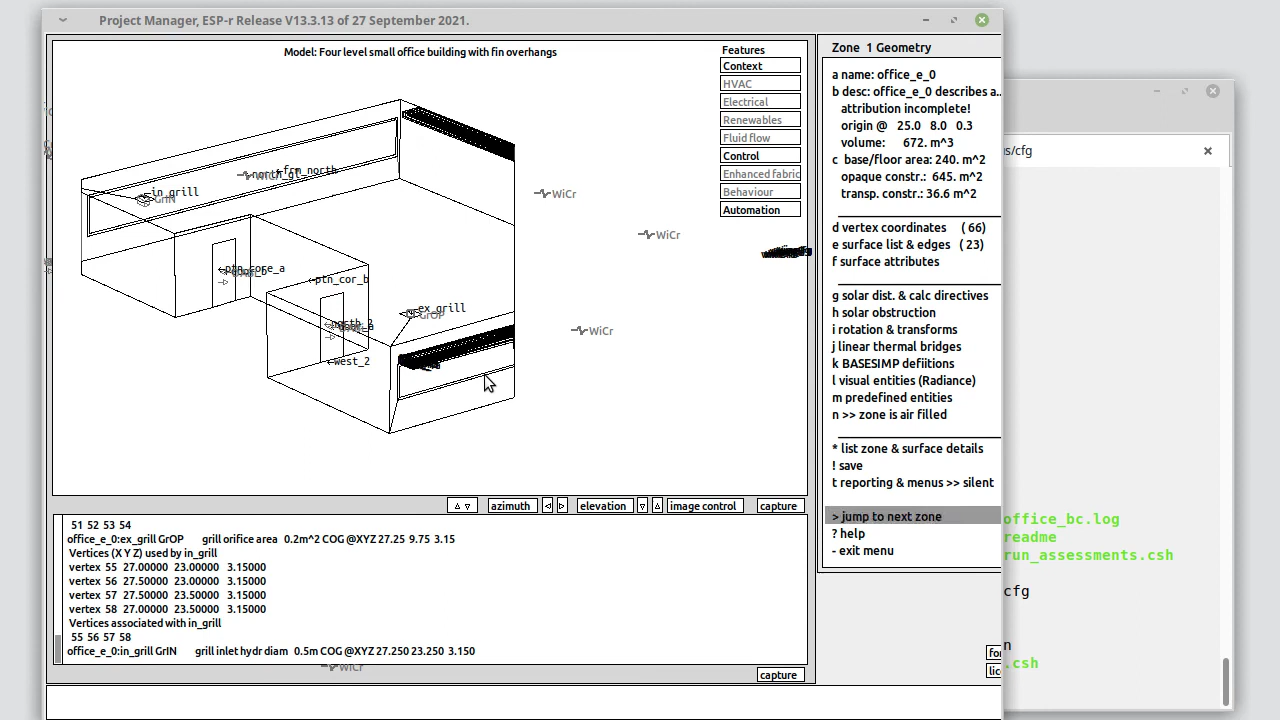 Project Manager, ESP-r Release V13.3.13 of 27 September 2021.
Model: Four level small office building with fin overhangs
Features
Context
HVAC
Electrical
Renewables
Fluid flow
Control
Enhanced fabric
Behaviour
Automation
frm_north
WiCr
in_grill
GrIN
WiCr
WiCr
ptn_core_a
ptn_cor_b
ex_grill
GrOP
WiCr
west_2
azimuth
elevation
image control
capture
51 52 53 54
office_e_0:ex_grill GrOP grill orifice area 0.2m^2 COG @XYZ 27.25 9.75 3.15
Vertices (X Y Z) used by in_grill
vertex 55 27.00000 23.00000 3.15000
vertex 56 27.50000 23.00000 3.15000
vertex 57 27.50000 23.50000 3.15000
vertex 58 27.00000 23.50000 3.15000
Vertices associated with in_grill
55 56 57 58
office_e_0:in_grill GrIN grill inlet hydr diam 0.5m COG @XYZ 27.250 23.250 3.150
WiCr
capture
Zone 1 Geometry
a name: office_e_0
b desc: office_e_0 describes a..
attribution incomplete!
origin @ 25.0 8.0 0.3
volume: 672. m^3
c base/floor area: 240. m^2
opaque constr.: 645. m^2
transp. constr.: 36.6 m^2
d vertex coordinates ( 66)
e surface list & edges ( 23)
f surface attributes
g solar dist. & calc directives
h solar obstruction
i rotation & transforms
j linear thermal bridges
k BASESIMP defiitions
l visual entities (Radiance)
m predefined entities
n >> zone is air filled
* list zone & surface details
! save
t reporting & menus >> silent
> jump to next zone
? help
- exit menu
for
lic
s/cfg
office_bc.log
readme
run_assessments.csh
cfg
n
.csh